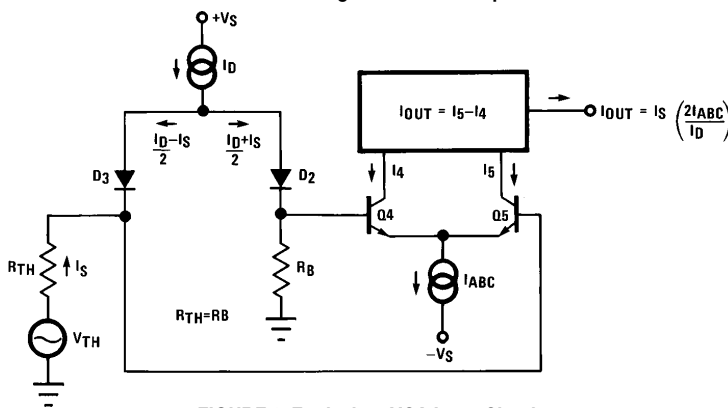 +VS
ID
ID/2 – IS
ID/2 + IS
D3
D2
IOUT = I5–I4
IOUT = IS (2IABC/ID)
I4
I5
Q4
Q5
RTH
IS
RB
IABC
RTH=RB
VTH
–VS